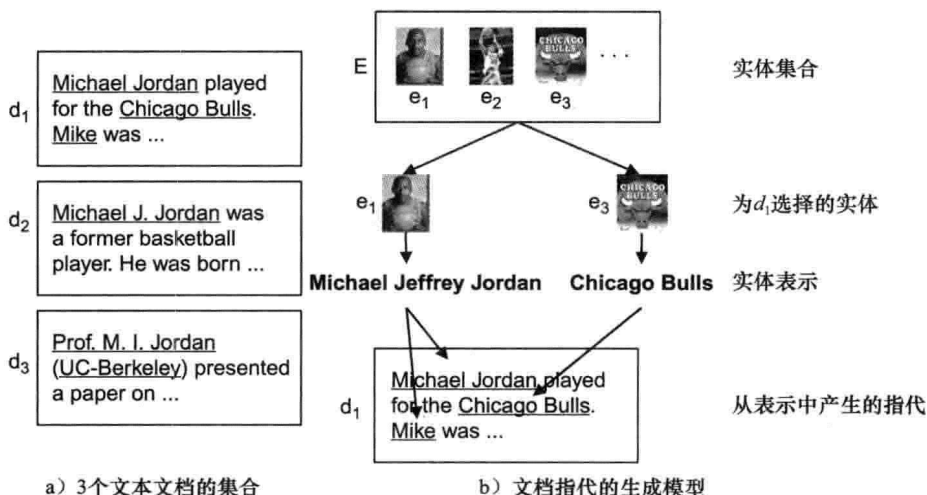 d1
Michael Jordan played
for the Chicago Bulls.
Mike was ...
d2
Michael J. Jordan was
a former basketball
player. He was born ...
d3
Prof. M. I. Jordan
(UC-Berkeley) presented
a paper on ...
a）3个文本文档的集合
E
CHICAGO
BULLS
e1
e2
e3
. . .
实体集合
e1
e3
CHICAGO
BULLS
为d1选择的实体
Michael Jeffrey Jordan
Chicago Bulls
实体表示
d1
Michael Jordan played
for the Chicago Bulls.
Mike was ...
从表示中产生的指代
b）文档指代的生成模型